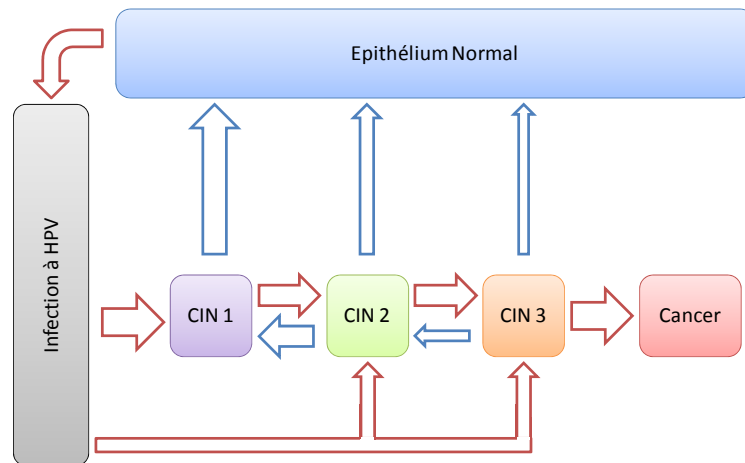 Epithélium Normal
Infection à HPV
CIN 1
CIN 2
CIN 3
Cancer